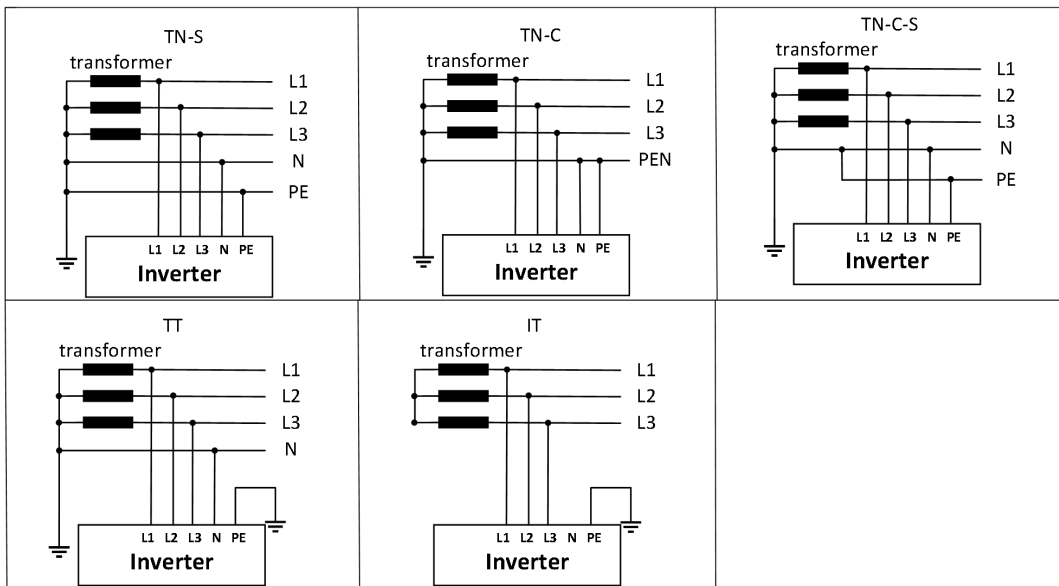 TN-S
transformer
L1
L2
L3
N
PE
L1 L2 L3 N PE
Inverter
TN-C
transformer
L1
L2
L3
PEN
L1 L2 L3 N PE
Inverter
TN-C-S
transformer
L1
L2
L3
N
PE
L1 L2 L3 N PE
Inverter
TT
transformer
L1
L2
L3
N
L1 L2 L3 N PE
Inverter
IT
transformer
L1
L2
L3
L1 L2 L3 N PE
Inverter